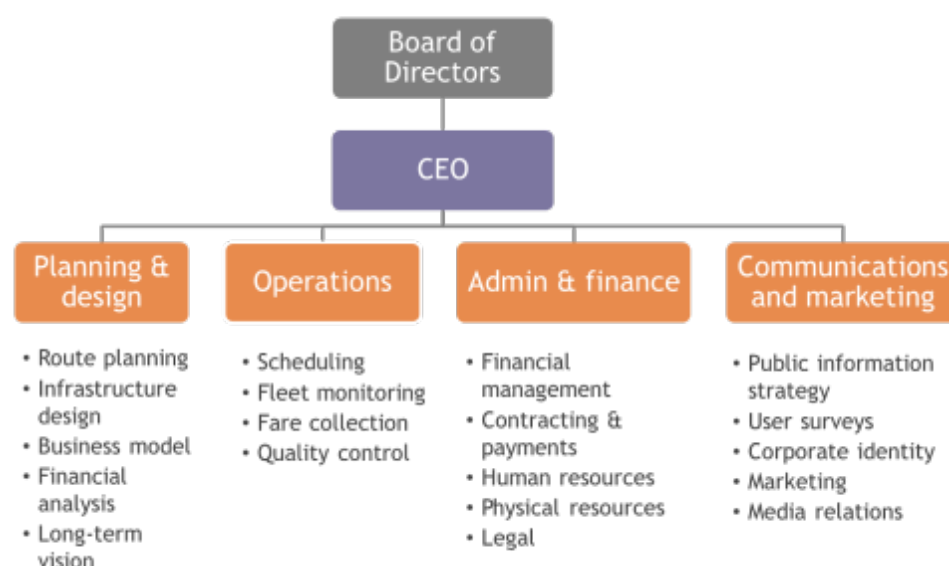 Board of
Directors
CEO
Planning &
design
Operations
Admin & finance
Communications
and marketing
• Route planning
• Infrastructure
design
• Business model
• Financial
analysis
• Long-term
vision
• Scheduling
• Fleet monitoring
• Fare collection
• Quality control
• Financial
management
• Contracting &
payments
• Human resources
• Physical resources
• Legal
• Public information
strategy
• User surveys
• Corporate identity
• Marketing
• Media relations